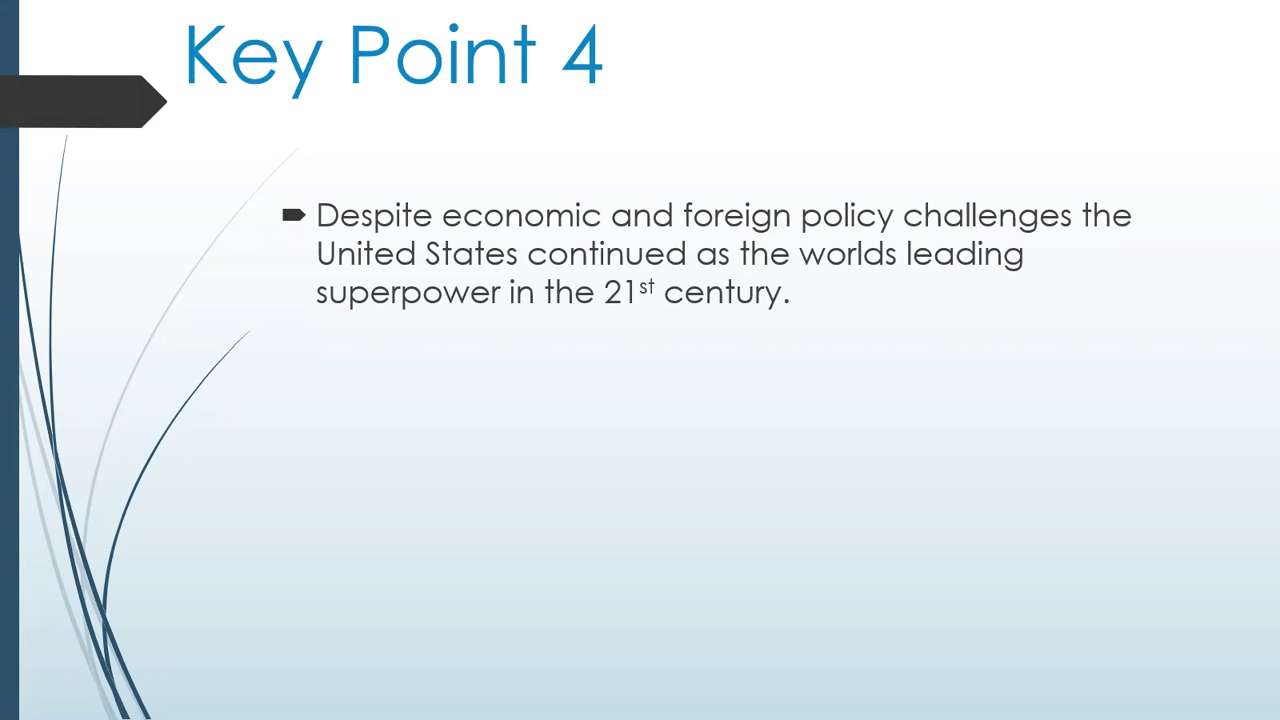 Key Point 4
Despite economic and foreign policy challenges the
United States continued as the worlds leading
superpower in the 21st century.